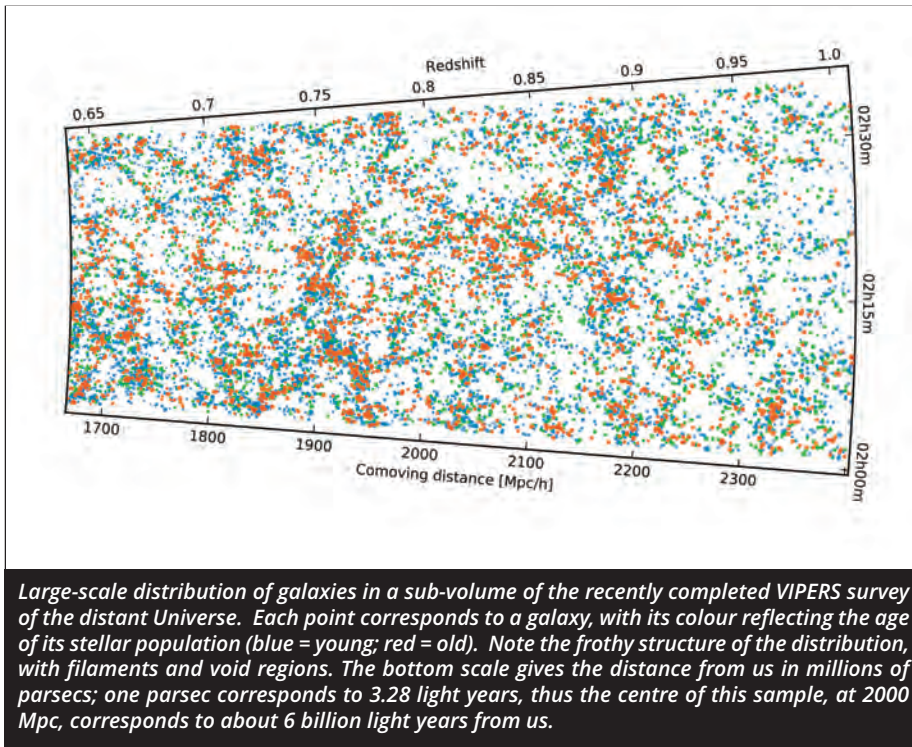 Redshift
0.65 0.7 0.75 0.8 0.85 0.9 0.95 1.0
02h30m
02h15m
02h00m
1700 1800 1900 2000 2100 2200 2300
Comoving distance [Mpc/h]
Large-scale distribution of galaxies in a sub-volume of the recently completed VIPERS survey
of the distant Universe. Each point corresponds to a galaxy, with its colour reflecting the age
of its stellar population (blue = young; red = old). Note the frothy structure of the distribution,
with filaments and void regions. The bottom scale gives the distance from us in millions of
parsecs; one parsec corresponds to 3.28 light years, thus the centre of this sample, at 2000
Mpc, corresponds to about 6 billion light years from us.